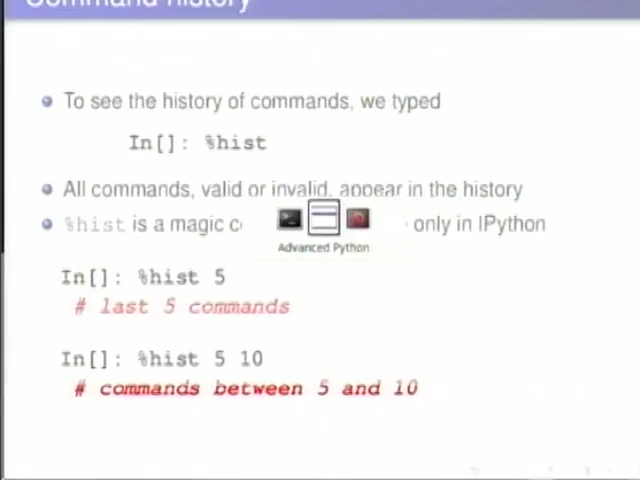 Command history
To see the history of commands, we typed
In[]: %hist
All commands, valid or invalid, appear in the history
%hist is a magic only in IPython
Advanced Python
In[]: %hist 5
# last 5 commands
In[]: %hist 5 10
# commands between 5 and 10